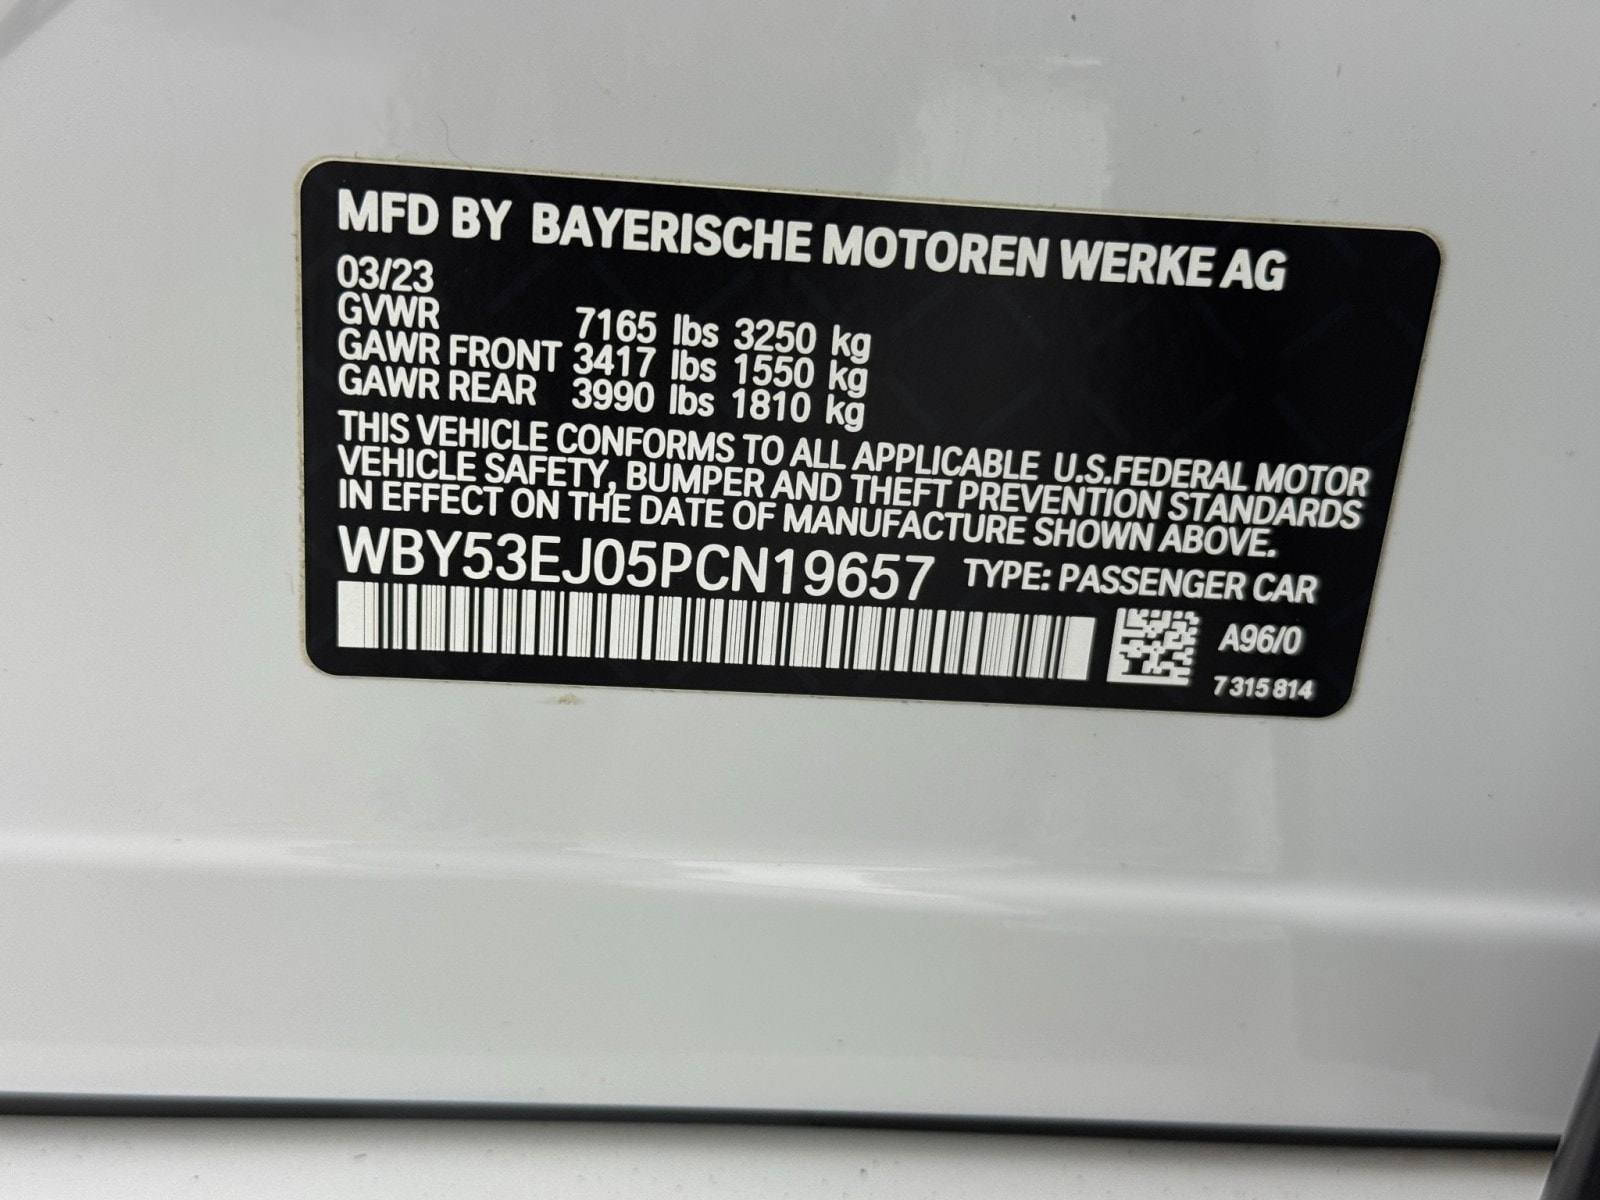 MFD BY BAYERISCHE MOTOREN WERKE AG
03/23
GVWR 7165 lbs 3250 kg
GAWR FRONT 3417 lbs 1550 kg
GAWR REAR 3990 lbs 1810 kg
THIS VEHICLE CONFORMS TO ALL APPLICABLE U.S.FEDERAL MOTOR
VEHICLE SAFETY, BUMPER AND THEFT PREVENTION STANDARDS
IN EFFECT ON THE DATE OF MANUFACTURE SHOWN ABOVE.
WBY53EJ05PCN19657 TYPE: PASSENGER CAR
A96/0
7 315 814